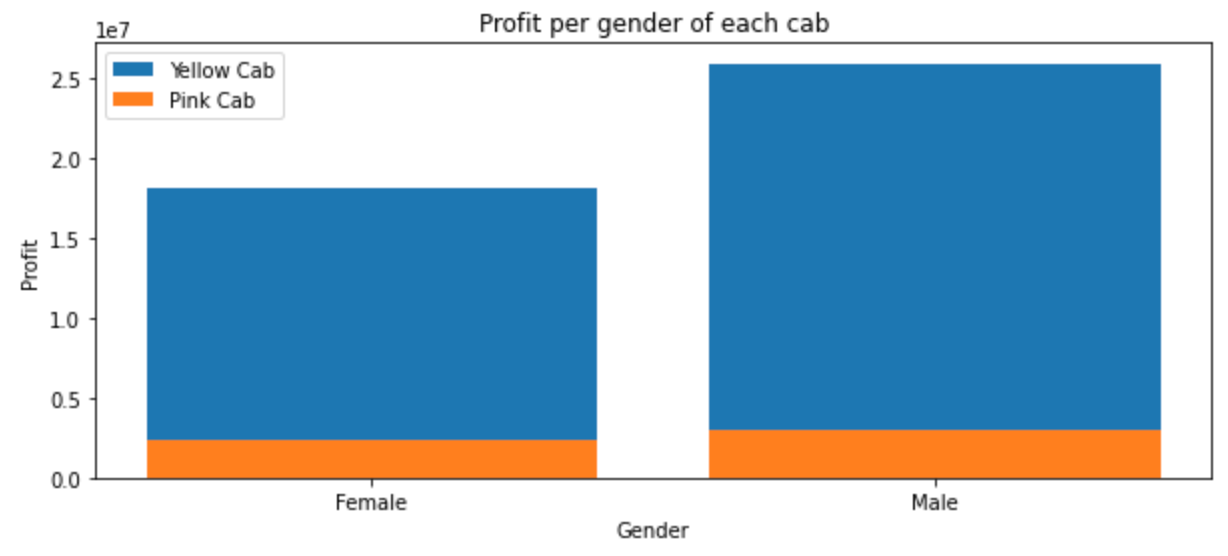 Profit per gender of each cab
1e7
Yellow Cab
Pink Cab
2.5
2.0
1.5
1.0
0.5
0.0
Profit
Female
Male
Gender